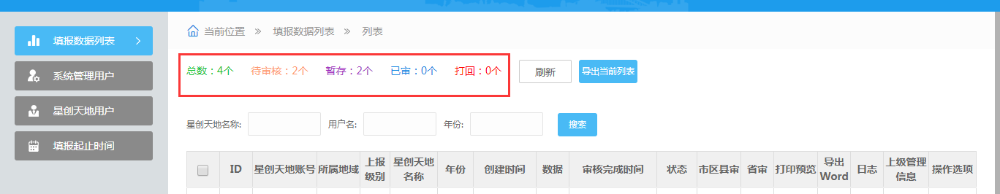 当前位置 » 填报数据列表 » 列表
填报数据列表
系统管理用户
星创天地用户
填报起止时间
总数：4个 待审核：2个 暂存：2个 已审：0个 打回：0个 刷新 导出当前列表
星创天地名称: 用户名: 年份: 搜索
ID 星创天地账号 所属地域 上报级别 星创天地名称 年份 创建时间 数据 审核完成时间 状态 市区县审 省审 打印预览 导出Word 日志 上级管理信息 操作选项